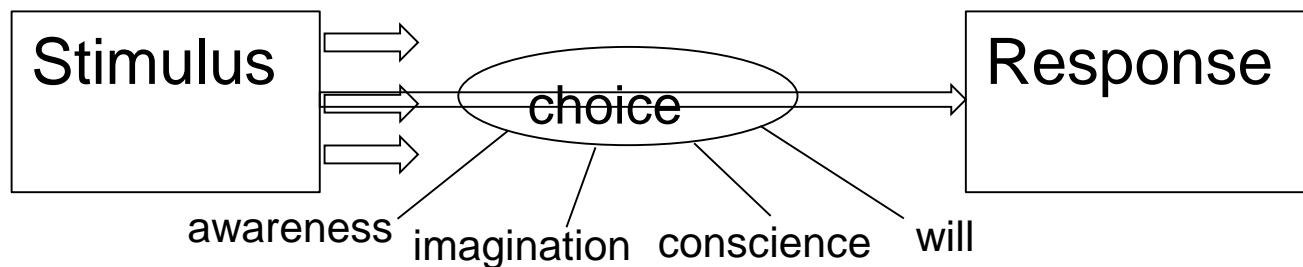 Stimulus
Response
choice
awareness
imagination
conscience
will